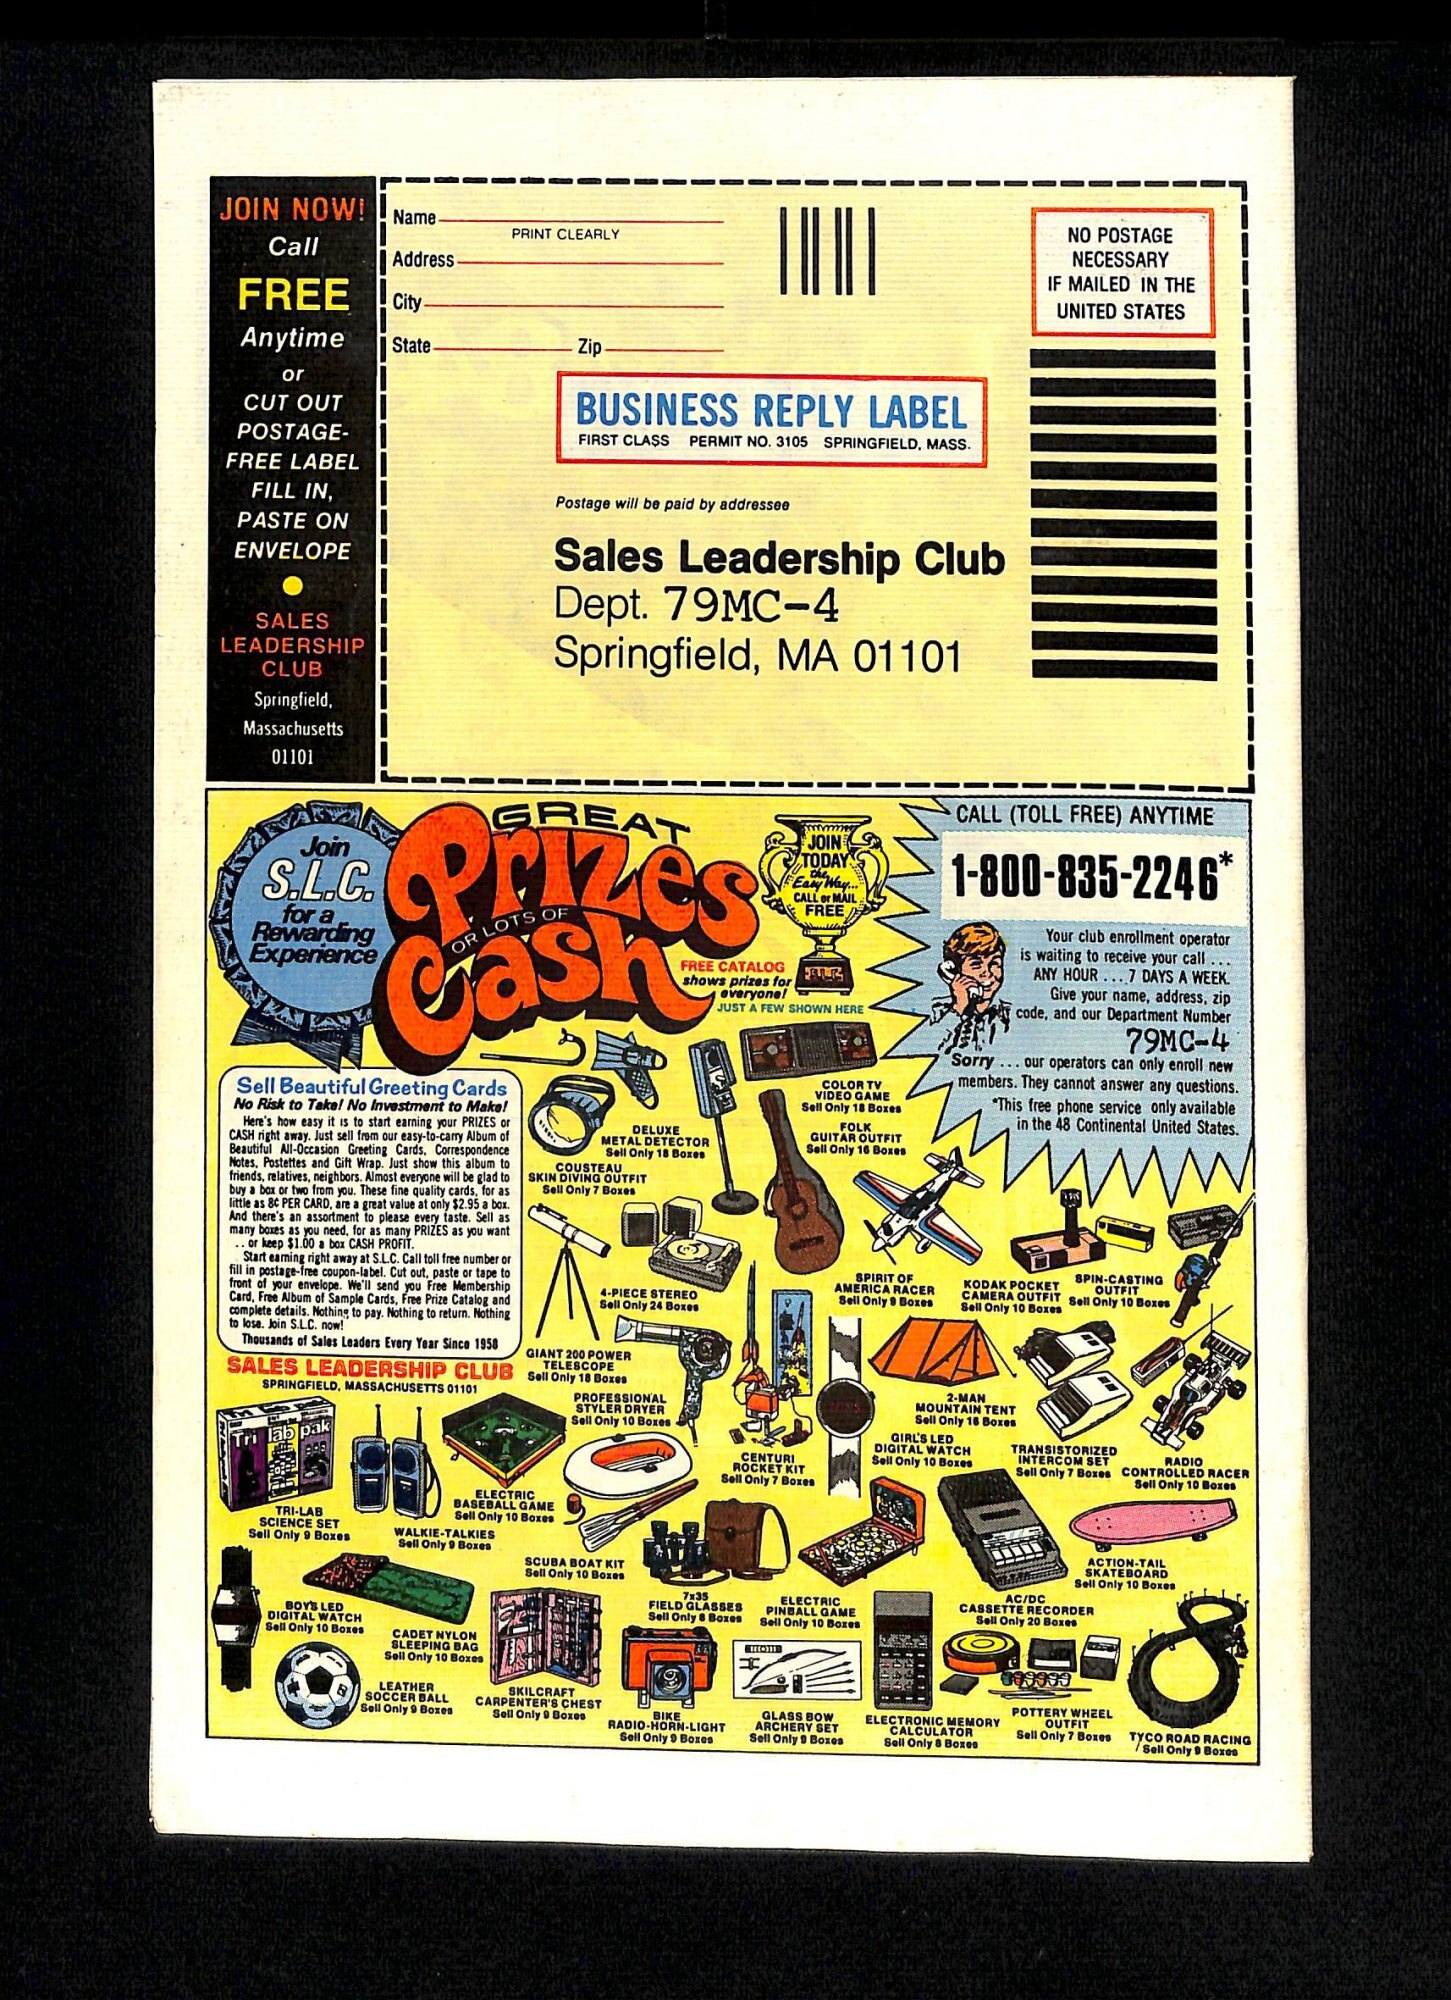 JOIN NOW!
Call
FREE
Anytime
or
CUT OUT
POSTAGE-
FREE LABEL
FILL IN,
PASTE ON
ENVELOPE
SALES
LEADERSHIP
CLUB
Springfield,
Massachusetts
01101
Name
PRINT CLEARLY
Address
City
State Zip
NO POSTAGE
NECESSARY
IF MAILED IN THE
UNITED STATES
BUSINESS REPLY LABEL
FIRST CLASS PERMIT NO. 3105 SPRINGFIELD, MASS.
Postage will be paid by addressee
Sales Leadership Club
Dept. 79MC-4
Springfield, MA 01101
Join
S.L.C.
for a
Rewarding
Experience
GREAT
Prizes
OR LOTS OF
Cash
JOIN
TODAY
the
Easy Way...
CALL or MAIL
FREE
SLC
FREE CATALOG
shows prizes for
everyone!
JUST A FEW SHOWN HERE
CALL (TOLL FREE) ANYTIME
1-800-835-2246*
Your club enrollment operator
is waiting to receive your call ...
ANY HOUR .... 7 DAYS A WEEK.
Give your name, address, zip
code, and our Department Number
79MC-4
Sorry ... our operators can only enroll new
members. They cannot answer any questions.
*This free phone service only available
in the 48 Continental United States.
Sell Beautiful Greeting Cards
No Risk to Take! No Investment to Make!
Here's how easy it is to start earning your PRIZES or
CASH right away. Just sell from our easy-to-carry Album of
Beautiful All-Occasion Greeting Cards, Correspondence
Notes, Postettes and Gift Wrap. Just show this album to
friends, relatives, neighbors. Almost everyone will be glad to
buy a box or two from you. These fine quality cards, for as
little as 8¢ PER CARD, are a great value at only $2.95 a box.
And there's an assortment to please every taste. Sell as
many boxes as you need, for as many PRIZES as you want
.. or keep $1.00 a box CASH PROFIT.
Start earning right away at S.L.C. Call toll free number or
fill in postage-free coupon-label. Cut out, paste or tape to
front of your envelope. We'll send you Free Membership
Card, Free Album of Sample Cards, Free Prize Catalog and
complete details. Nothing to pay. Nothing to return. Nothing
to lose. Join S.L.C. now!
Thousands of Sales Leaders Every Year Since 1958
SALES LEADERSHIP CLUB
SPRINGFIELD, MASSACHUSETTS 01101
COLOR TV
VIDEO GAME
Sell Only 18 Boxes
DELUXE
METAL DETECTOR
Sell Only 18 Boxes
FOLK
GUITAR OUTFIT
Sell Only 16 Boxes
COUSTEAU
SKIN DIVING OUTFIT
Sell Only 7 Boxes
4-PIECE STEREO
Sell Only 24 Boxes
SPIRIT OF
AMERICA RACER
Sell Only 9 Boxes
KODAK POCKET
CAMERA OUTFIT
Sell Only 10 Boxes
SPIN-CASTING
OUTFIT
Sell Only 10 Boxes
GIANT 200 POWER
TELESCOPE
Sell Only 18 Boxes
PROFESSIONAL
STYLER DRYER
Sell Only 10 Boxes
2-MAN
MOUNTAIN TENT
Sell Only 16 Boxes
CENTURI
ROCKET KIT
Sell Only 7 Boxes
GIRL'S LED
DIGITAL WATCH
Sell Only 10 Boxes
TRANSISTORIZED
INTERCOM SET
Sell Only 7 Boxes
RADIO
CONTROLLED RACER
Sell Only 10 Boxes
Tri lab pak
TRI-LAB
SCIENCE SET
Sell Only 9 Boxes
WALKIE-TALKIES
Sell Only 9 Boxes
ELECTRIC
BASEBALL GAME
Sell Only 10 Boxes
SCUBA BOAT KIT
Sell Only 10 Boxes
7x35
FIELD GLASSES
Sell Only 8 Boxes
ELECTRIC
PINBALL GAME
Sell Only 10 Boxes
AC/DC
CASSETTE RECORDER
Sell Only 20 Boxes
ACTION-TAIL
SKATEBOARD
Sell Only 10 Boxes
BOY'S LED
DIGITAL WATCH
Sell Only 10 Boxes
CADET NYLON
SLEEPING BAG
Sell Only 10 Boxes
LEATHER
SOCCER BALL
Sell Only 9 Boxes
SKILCRAFT
CARPENTER'S CHEST
Sell Only 9 Boxes
BIKE
RADIO-HORN-LIGHT
Sell Only 9 Boxes
GLASS BOW
ARCHERY SET
Sell Only 9 Boxes
ELECTRONIC MEMORY
CALCULATOR
Sell Only 8 Boxes
POTTERY WHEEL
OUTFIT
Sell Only 7 Boxes
TYCO ROAD RACING
Sell Only 9 Boxes